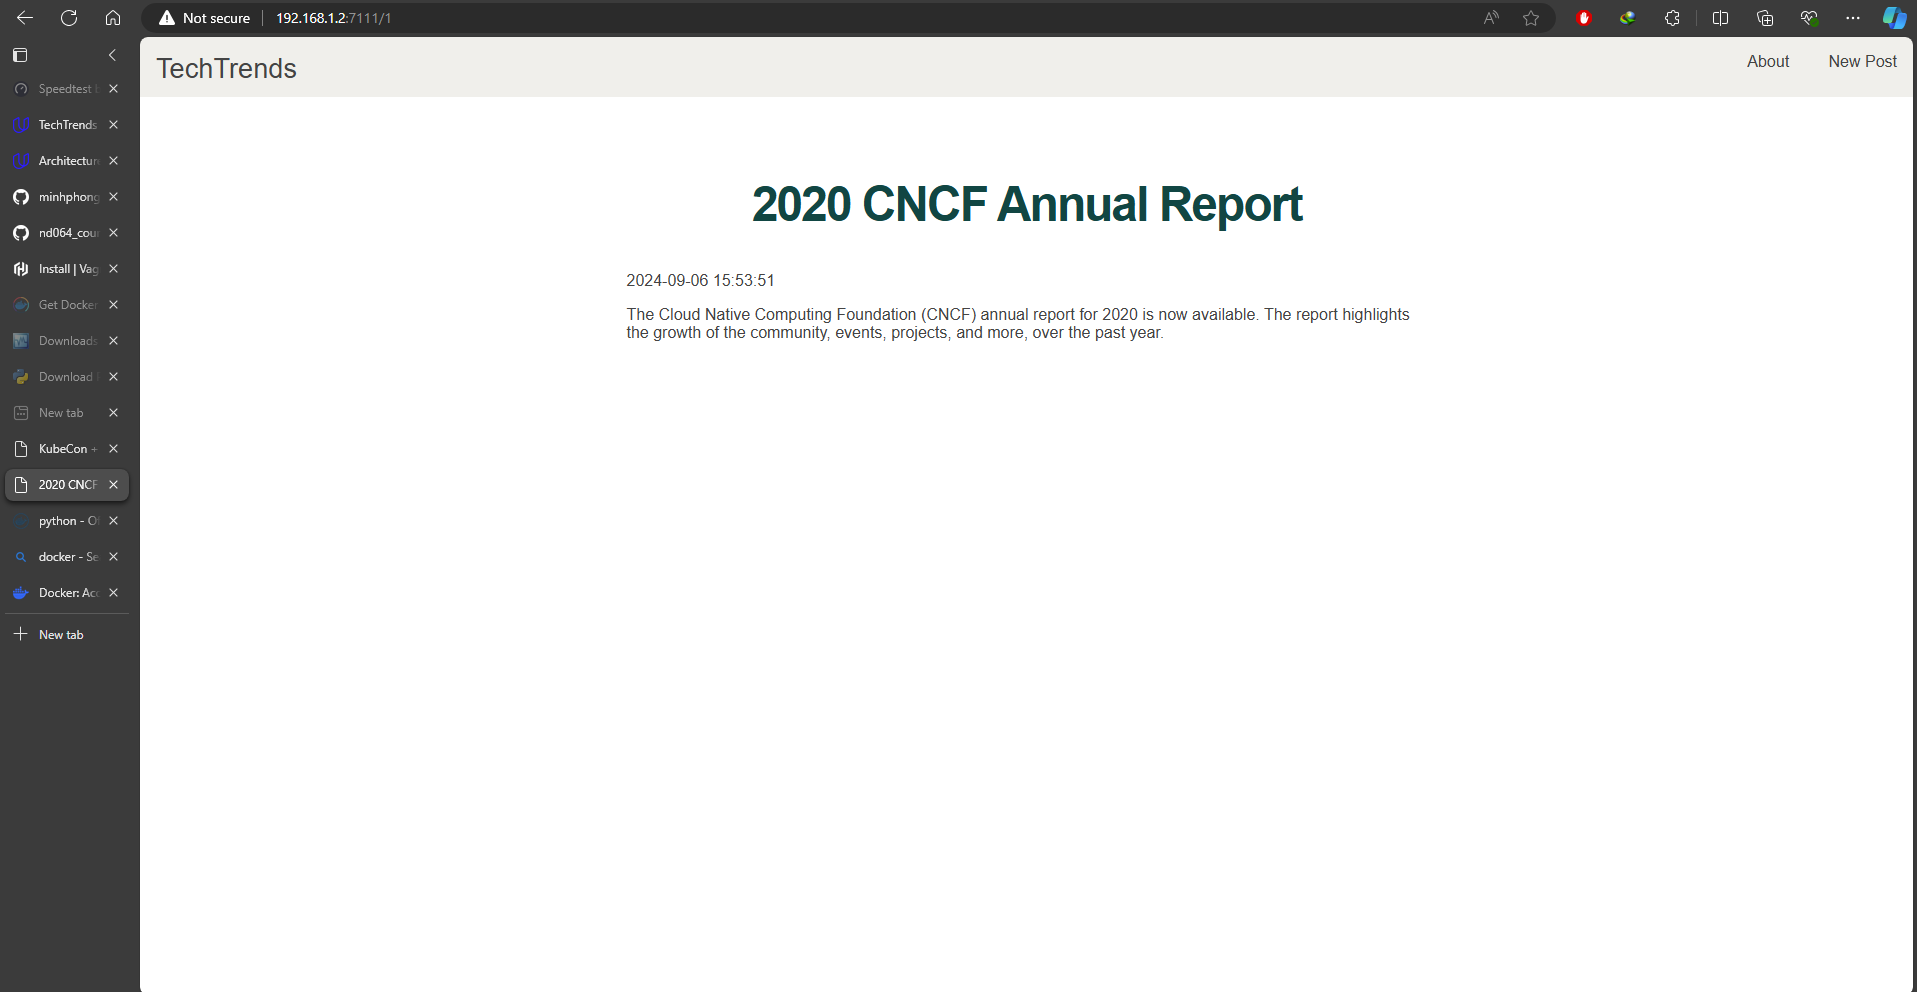 Not secure
192.168.1.2:7111/1
Speedtest
TechTrends
Architectur
minhphong
nd064_cour
Install | Vag
Get Docker
Downloads
Download
New tab
KubeCon +
2020 CNCF
python - Of
docker - Se
Docker: Acc
New tab
TechTrends
About
New Post
2020 CNCF Annual Report
2024-09-06 15:53:51
The Cloud Native Computing Foundation (CNCF) annual report for 2020 is now available. The report highlights
the growth of the community, events, projects, and more, over the past year.